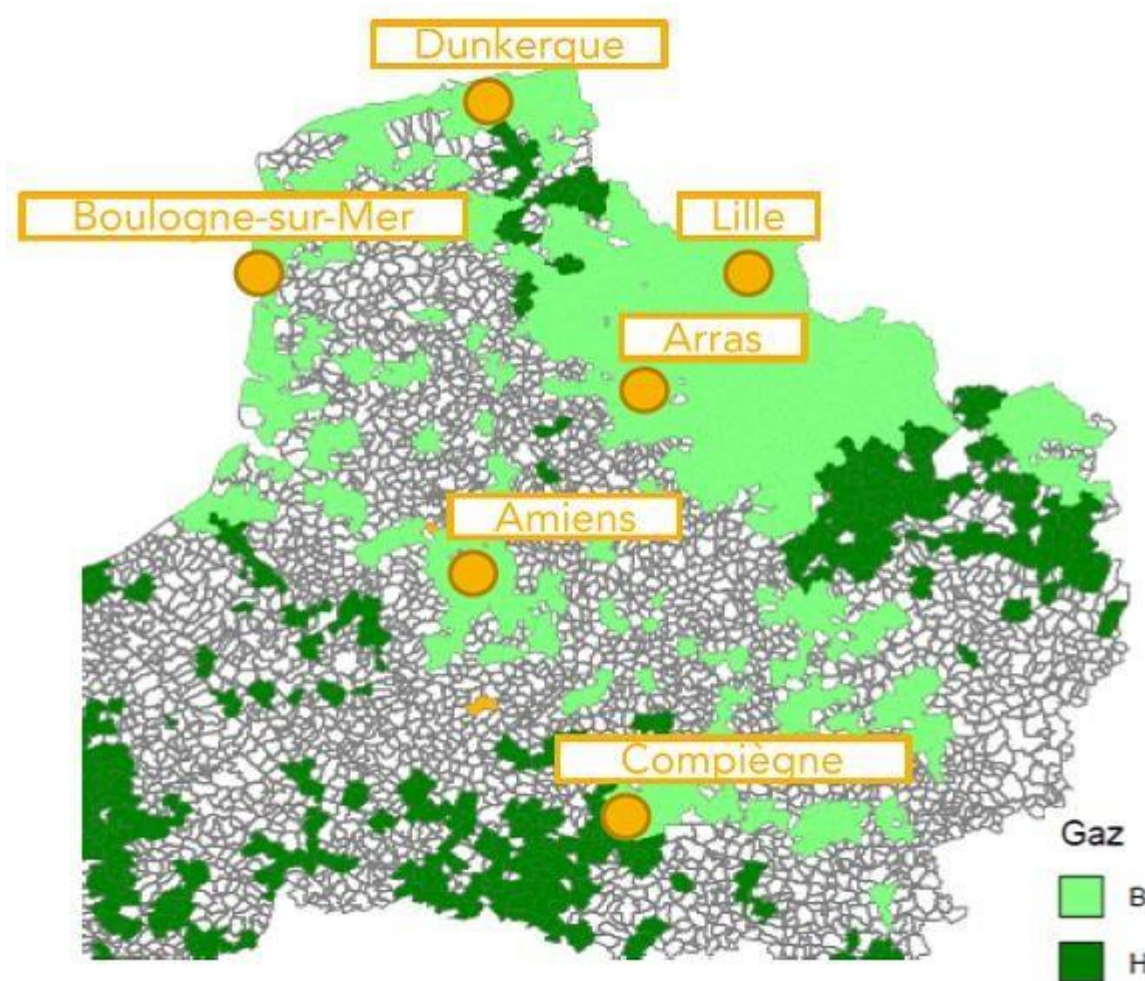 Dunkerque
Boulogne-sur-Mer
Lille
Arras
Amiens
Compiègne
Gaz
B
H